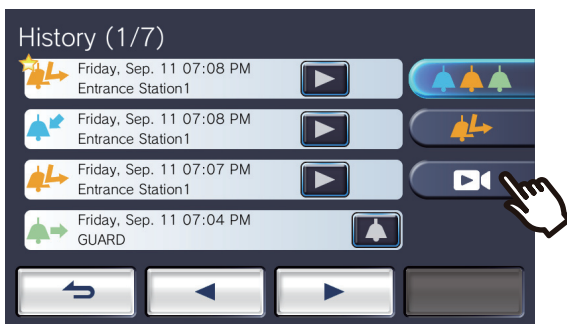 History (1/7)
Friday, Sep. 11 07:08 PM
Entrance Station1
Friday, Sep. 11 07:08 PM
Entrance Station1
Friday, Sep. 11 07:07 PM
Entrance Station1
Friday, Sep. 11 07:04 PM
GUARD